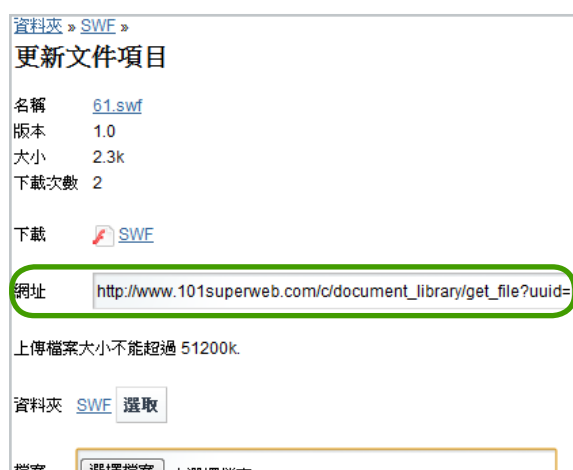 資料夾 » SWF »
更新文件項目
名稱 61.swf
版本 1.0
大小 2.3k
下載次數 2
下載 SWF
網址 http://www.101superweb.com/c/document_library/get_file?uuid=
上傳檔案大小不能超過 51200k.
資料夾 SWF 選取
檔案 選擇檔案